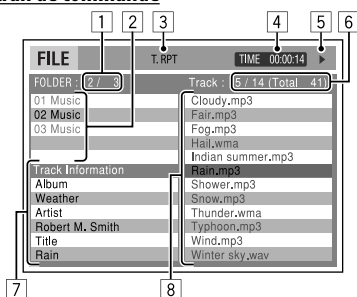 1 2 3 4 5
FILE T. RPT TIME 00:00:14
6
FOLDER : 2 / 3 Track : 5 / 14 (Total 41)
01 Music
02 Music
03 Music
Track Information
Album
Weather
Artist
Robert M. Smith
Title
Rain
Cloudy.mp3
Fair.mp3
Fog.mp3
Hail.wma
Indian summer.mp3
Rain.mp3
Shower.mp3
Snow.mp3
Thunder.wma
Typhoon.mp3
Wind.mp3
Winter sky.wav
7 8